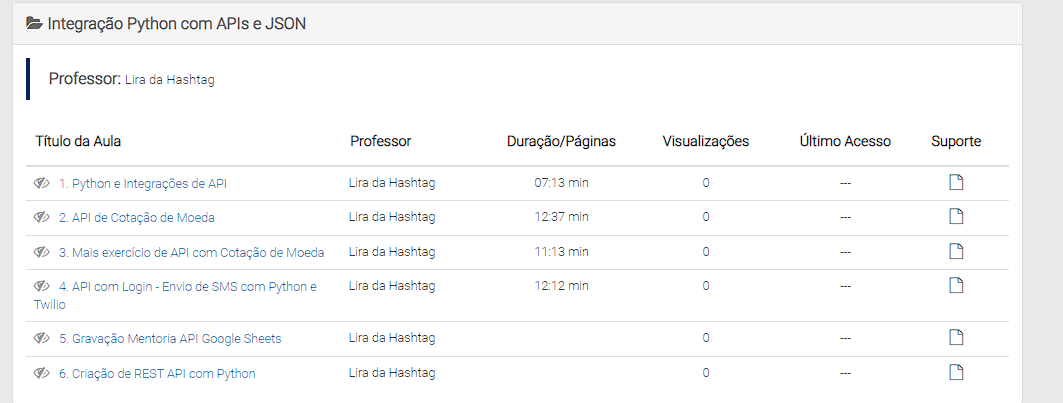 Integração Python com APIs e JSON
Professor: Lira da Hashtag
Título da Aula Professor Duração/Páginas Visualizações Último Acesso Suporte
1. Python e Integrações de API Lira da Hashtag 07:13 min 0 ---
2. API de Cotação de Moeda Lira da Hashtag 12:37 min 0 ---
3. Mais exercício de API com Cotação de Moeda Lira da Hashtag 11:13 min 0 ---
4. API com Login - Envio de SMS com Python e Lira da Hashtag 12:12 min 0 ---
Twilio
5. Gravação Mentoria API Google Sheets Lira da Hashtag 0 ---
6. Criação de REST API com Python Lira da Hashtag 0 ---